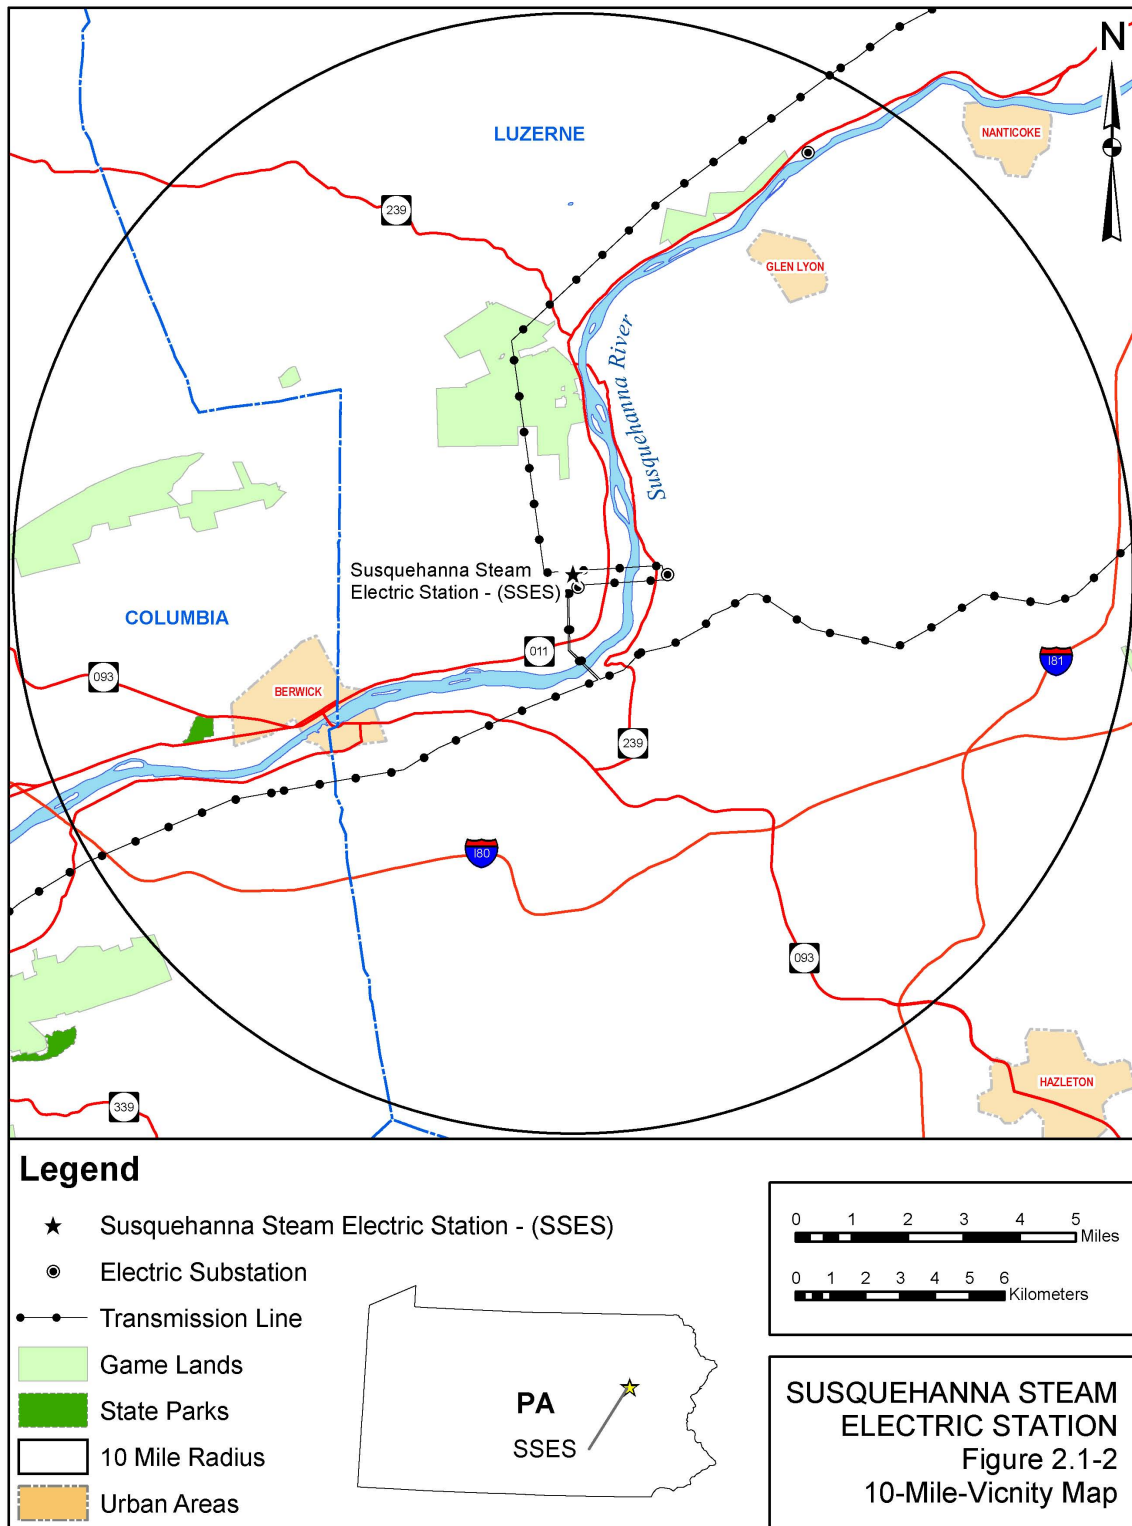 N
LUZERNE
NANTICOKE
239
GLEN LYON
Susquehanna River
Susquehanna Steam
Electric Station - (SSES)
COLUMBIA
011
093
BERWICK
I81
239
I80
093
HAZLETON
339
Legend
Susquehanna Steam Electric Station - (SSES)
Electric Substation
Transmission Line
Game Lands
State Parks
10 Mile Radius
Urban Areas
PA
SSES
0 1 2 3 4 5
Miles
0 1 2 3 4 5 6
Kilometers
SUSQUEHANNA STEAM
ELECTRIC STATION
Figure 2.1-2
10-Mile-Vicnity Map